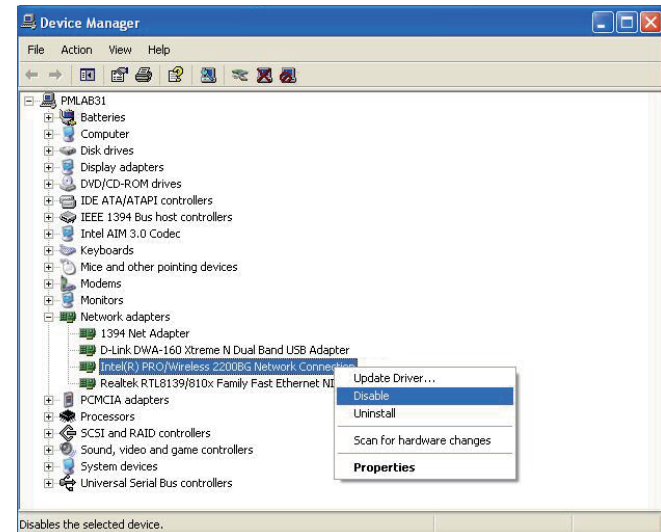 Device Manager
File Action View Help
PMLAB31
Batteries
Computer
Disk drives
Display adapters
DVD/CD-ROM drives
IDE ATA/ATAPI controllers
IEEE 1394 Bus host controllers
Intel AIM 3.0 Codec
Keyboards
Mice and other pointing devices
Modems
Monitors
Network adapters
1394 Net Adapter
D-Link DWA-160 Xtreme N Dual Band USB Adapter
Intel(R) PRO/Wireless 2200BG Network Connection
Realtek RTL8139/810x Family Fast Ethernet NI
PCMCIA adapters
Processors
SCSI and RAID controllers
Sound, video and game controllers
System devices
Universal Serial Bus controllers
Update Driver...
Disable
Uninstall
Scan for hardware changes
Properties
Disables the selected device.